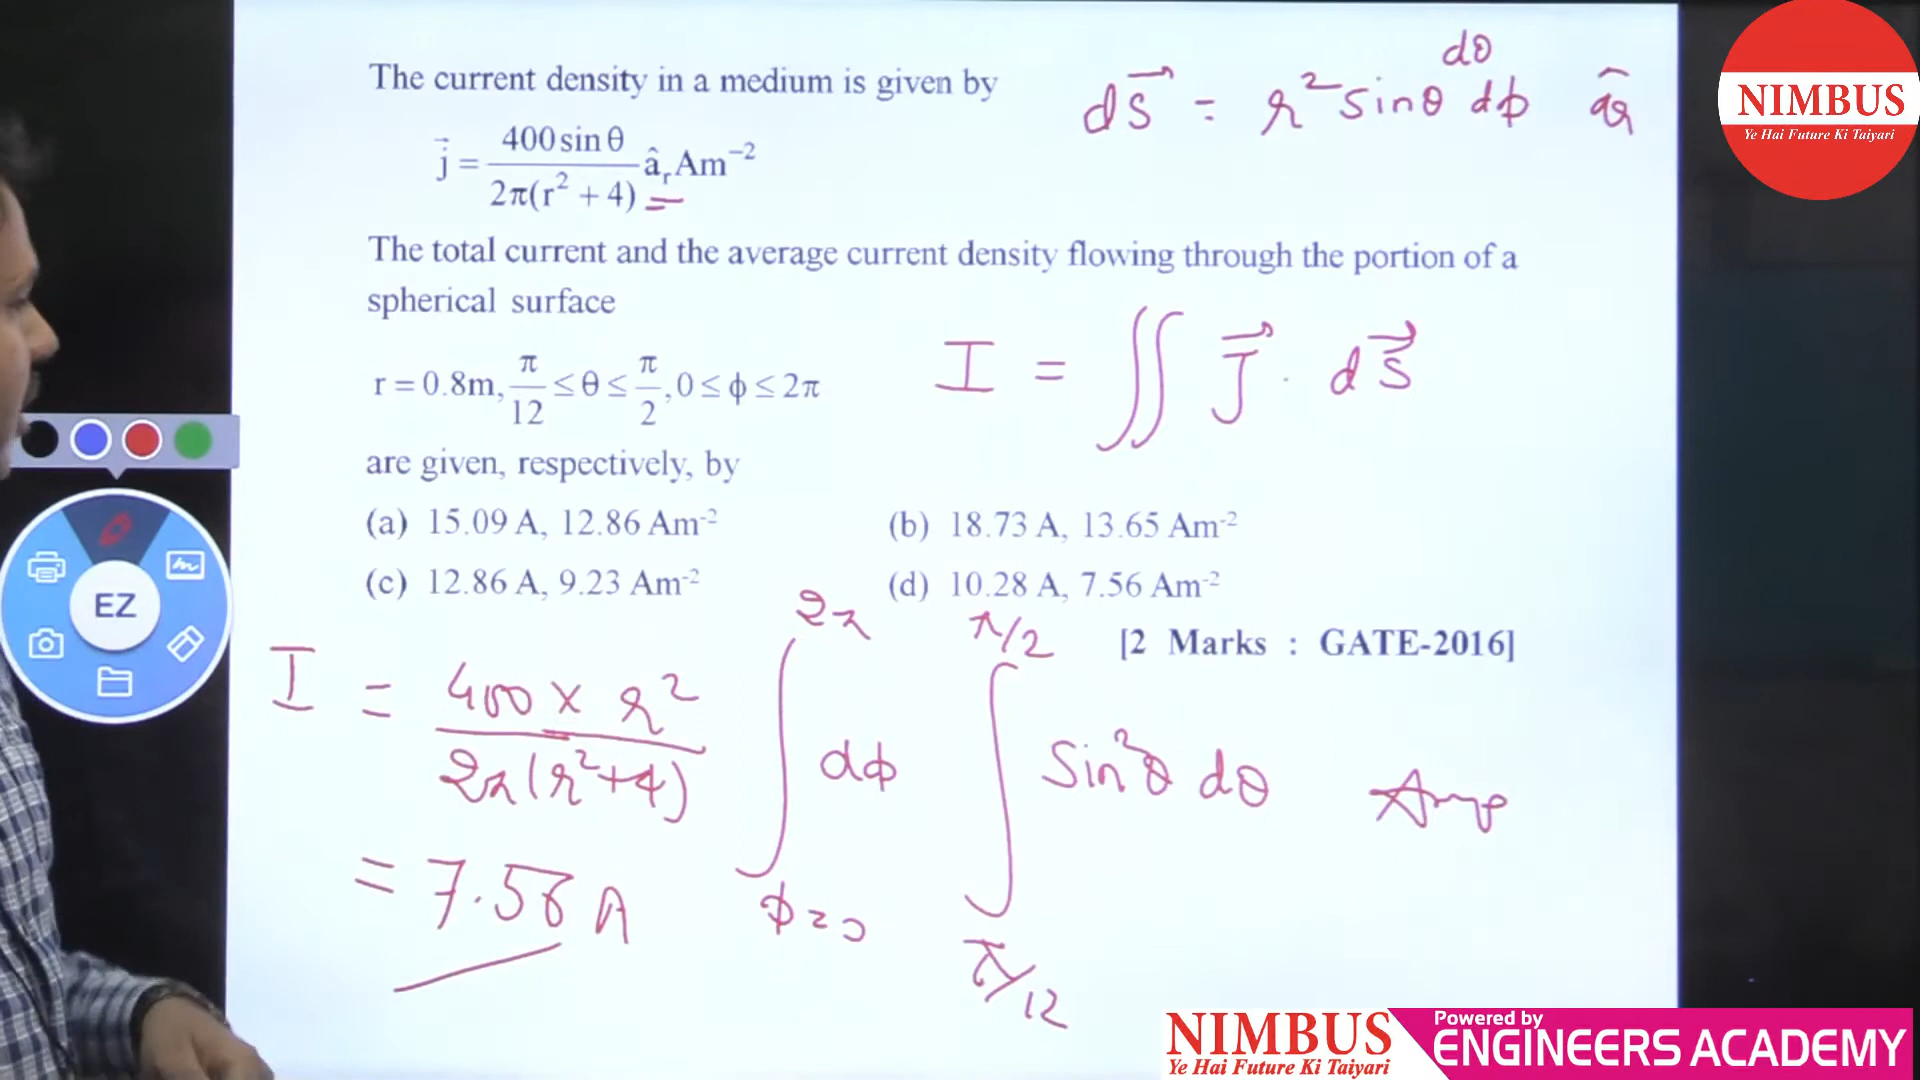 The current density in a medium is given by
j⃗ = 400 sin θ / 2π(r² + 4) âᵣ Am⁻²
dS⃗ = r² sinθ dθ dϕ âr
NIMBUS
Ye Hai Future Ki Taiyari
The total current and the average current density flowing through the portion of a
spherical surface
r = 0.8m, π/12 ≤ θ ≤ π/2, 0 ≤ ϕ ≤ 2π
I = ∬ J⃗ · dS⃗
are given, respectively, by
(a) 15.09 A, 12.86 Am⁻²
(b) 18.73 A, 13.65 Am⁻²
(c) 12.86 A, 9.23 Am⁻²
(d) 10.28 A, 7.56 Am⁻²
[2 Marks : GATE-2016]
EZ
I = 400 × r² / 2π(r²+4) ∫_{ϕ=0}^{2π} dϕ ∫_{π/12}^{π/2} Sin²θ dθ Amp
= 7.56 A
NIMBUS
Ye Hai Future Ki Taiyari
Powered by
ENGINEERS ACADEMY